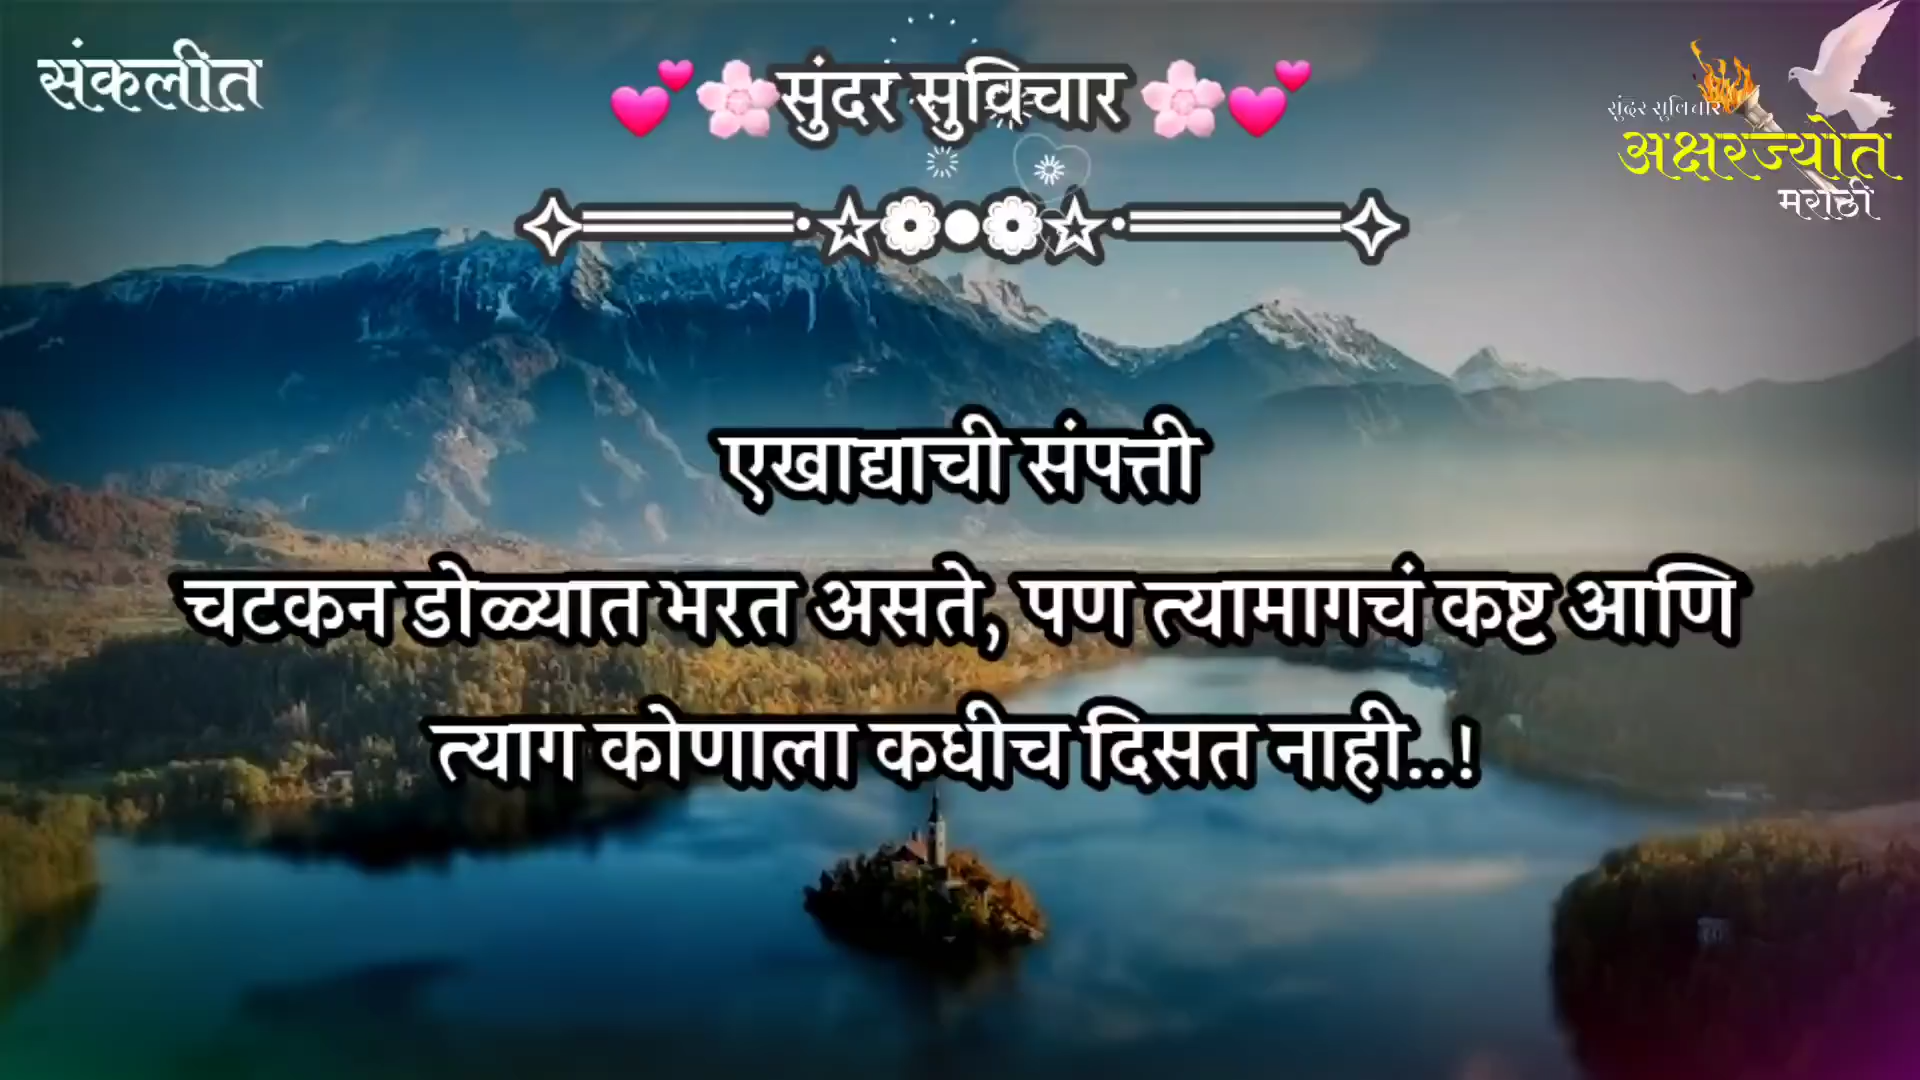 संकलीत
💕🌸सुंदर सुविचार 🌸💕
सुंदर सुविचार
अक्षरज्योत
मराठी
एखाद्याची संपत्ती
चटकन डोळ्यात भरत असते, पण त्यामागचं कष्ट आणि
त्याग कोणाला कधीच दिसत नाही..!